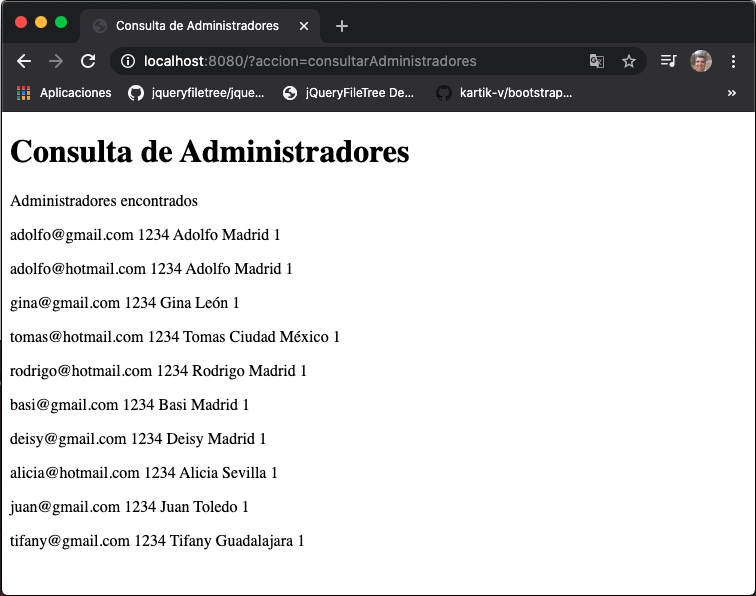 Consulta de Administradores
localhost:8080/?accion=consultarAdministradores
Aplicaciones jqueryfiletree/jque... jQueryFileTree De... kartik-v/bootstrap... »
Consulta de Administradores
Administradores encontrados
adolfo@gmail.com 1234 Adolfo Madrid 1
adolfo@hotmail.com 1234 Adolfo Madrid 1
gina@gmail.com 1234 Gina León 1
tomas@hotmail.com 1234 Tomas Ciudad México 1
rodrigo@hotmail.com 1234 Rodrigo Madrid 1
basi@gmail.com 1234 Basi Madrid 1
deisy@gmail.com 1234 Deisy Madrid 1
alicia@hotmail.com 1234 Alicia Sevilla 1
juan@gmail.com 1234 Juan Toledo 1
tifany@gmail.com 1234 Tifany Guadalajara 1